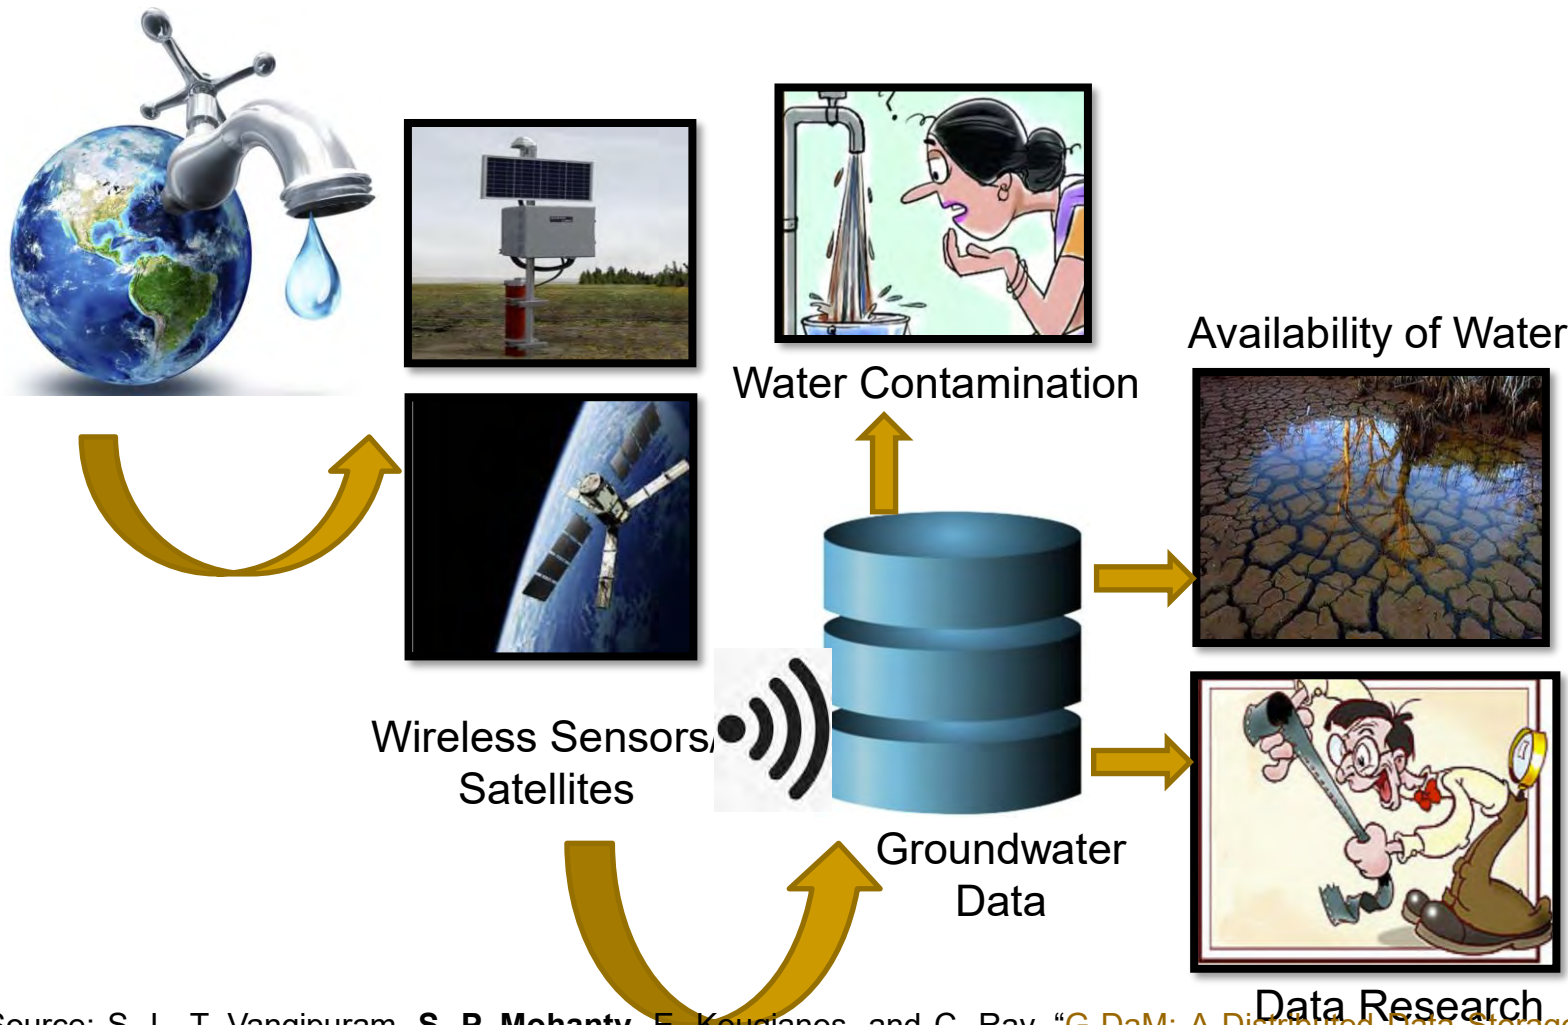 Water Contamination
Availability of Water
Wireless Sensors/
Satellites
Groundwater
Data
Data Research
Source: S. L. T. Vangipuram, S. P. Mohanty, E. Kougianos, and C. Ray, “G-DaM: A Distributed Data Storage